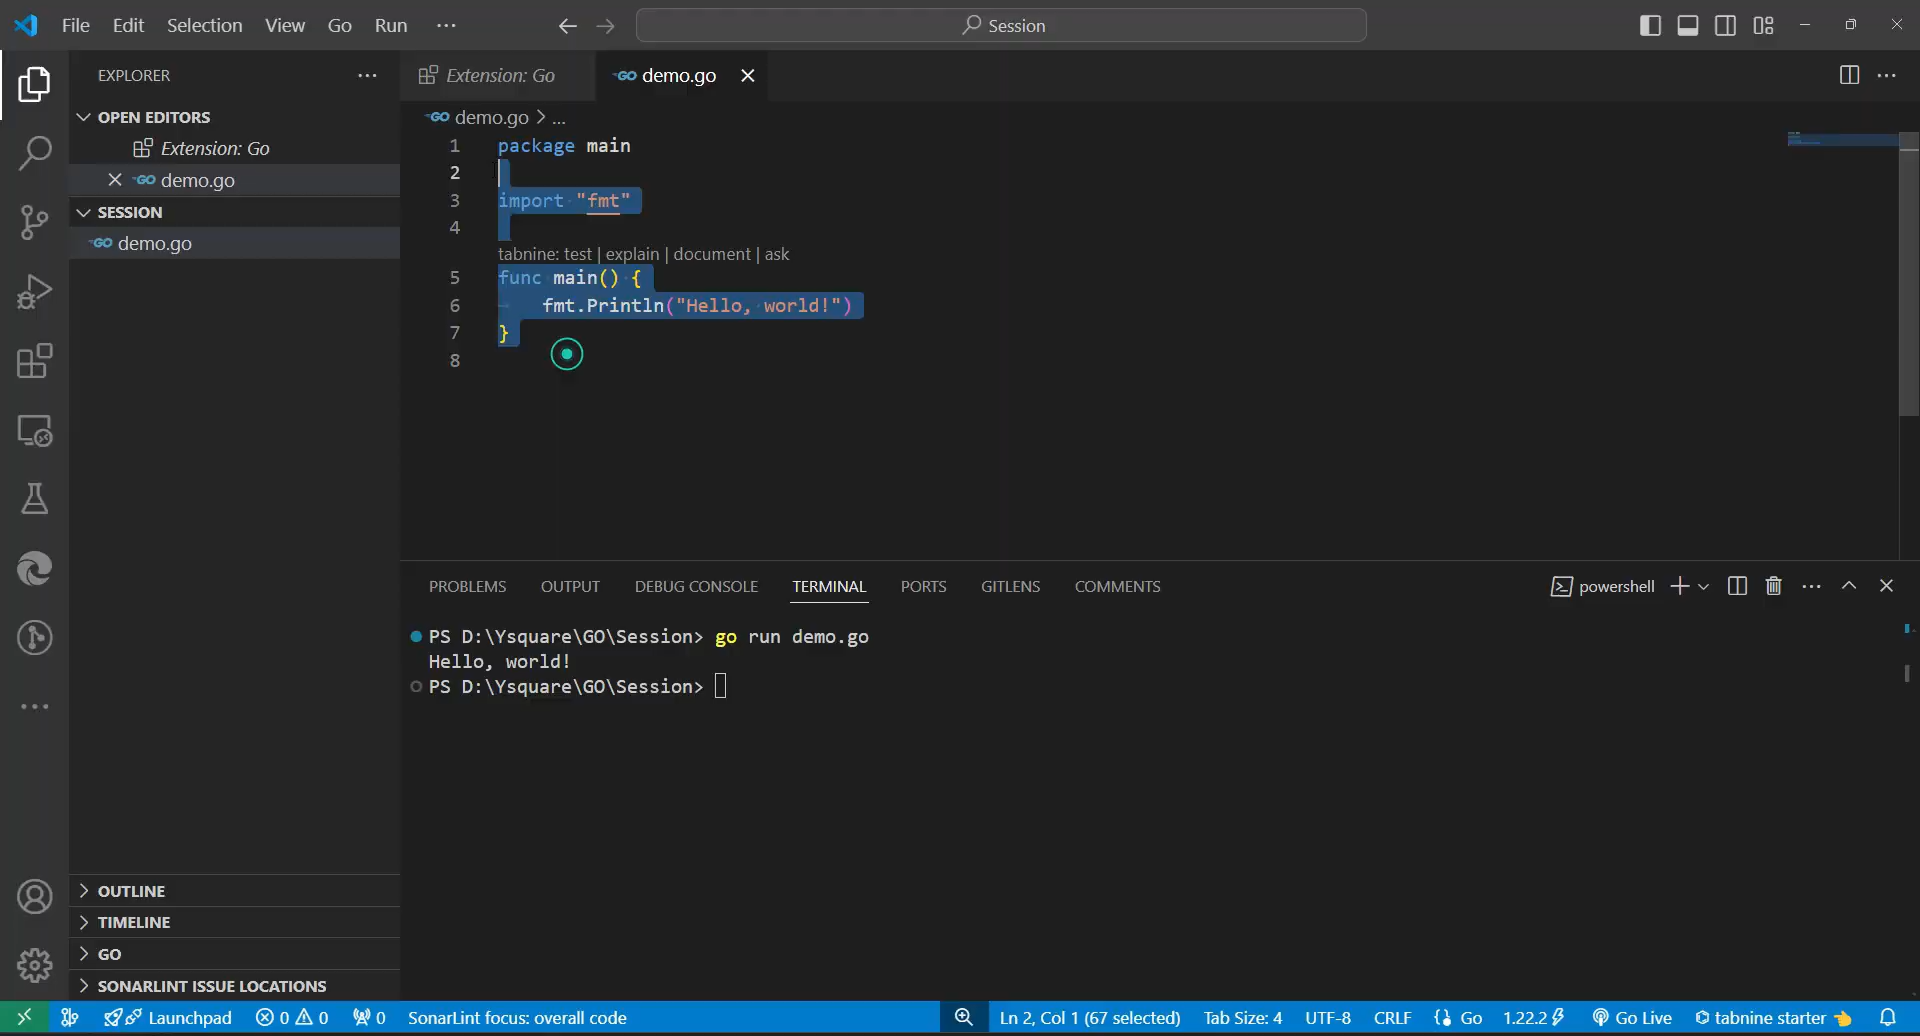 File Edit Selection View Go Run ...
Session
EXPLORER
OPEN EDITORS
Extension: Go
demo.go
SESSION
demo.go
OUTLINE
TIMELINE
GO
SONARLINT ISSUE LOCATIONS
Extension: Go
GO demo.go
GO demo.go > ...
1 package main
2
3 import "fmt"
4
tabnine: test | explain | document | ask
5 func main() {
6 fmt.Println("Hello, world!")
7 }
8
PROBLEMS OUTPUT DEBUG CONSOLE TERMINAL PORTS GITLENS COMMENTS
powershell
PS D:\Ysquare\GO\Session> go run demo.go
Hello, world!
PS D:\Ysquare\GO\Session>
Launchpad 0 0 0 SonarLint focus: overall code Ln 2, Col 1 (67 selected) Tab Size: 4 UTF-8 CRLF {} Go 1.22.2 Go Live tabnine starter